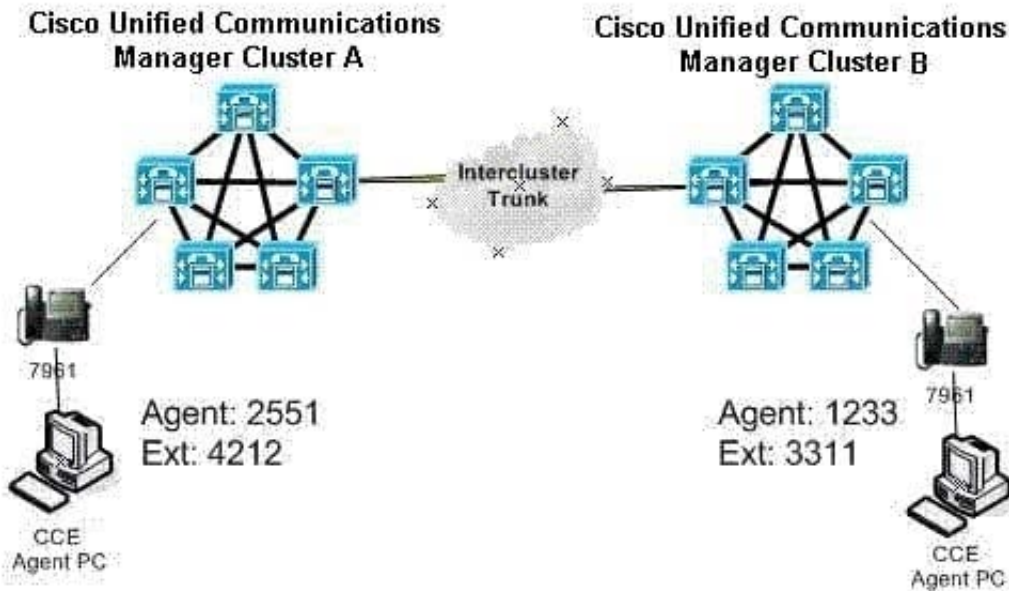 Cisco Unified Communications
Manager Cluster A
Cisco Unified Communications
Manager Cluster B
Intercluster
Trunk
7961
Agent: 2551
Ext: 4212
CCE
Agent PC
7961
Agent: 1233
Ext: 3311
CCE
Agent PC